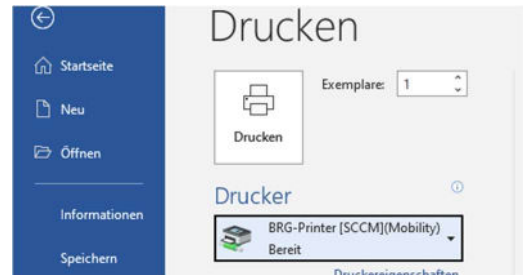 Drucken
Startseite
Exemplare: 1
Neu
Drucken
Öffnen
Drucker
Informationen
BRG-Printer [SCCM](Mobility)
Bereit
Speichern
Druckereigenschaften